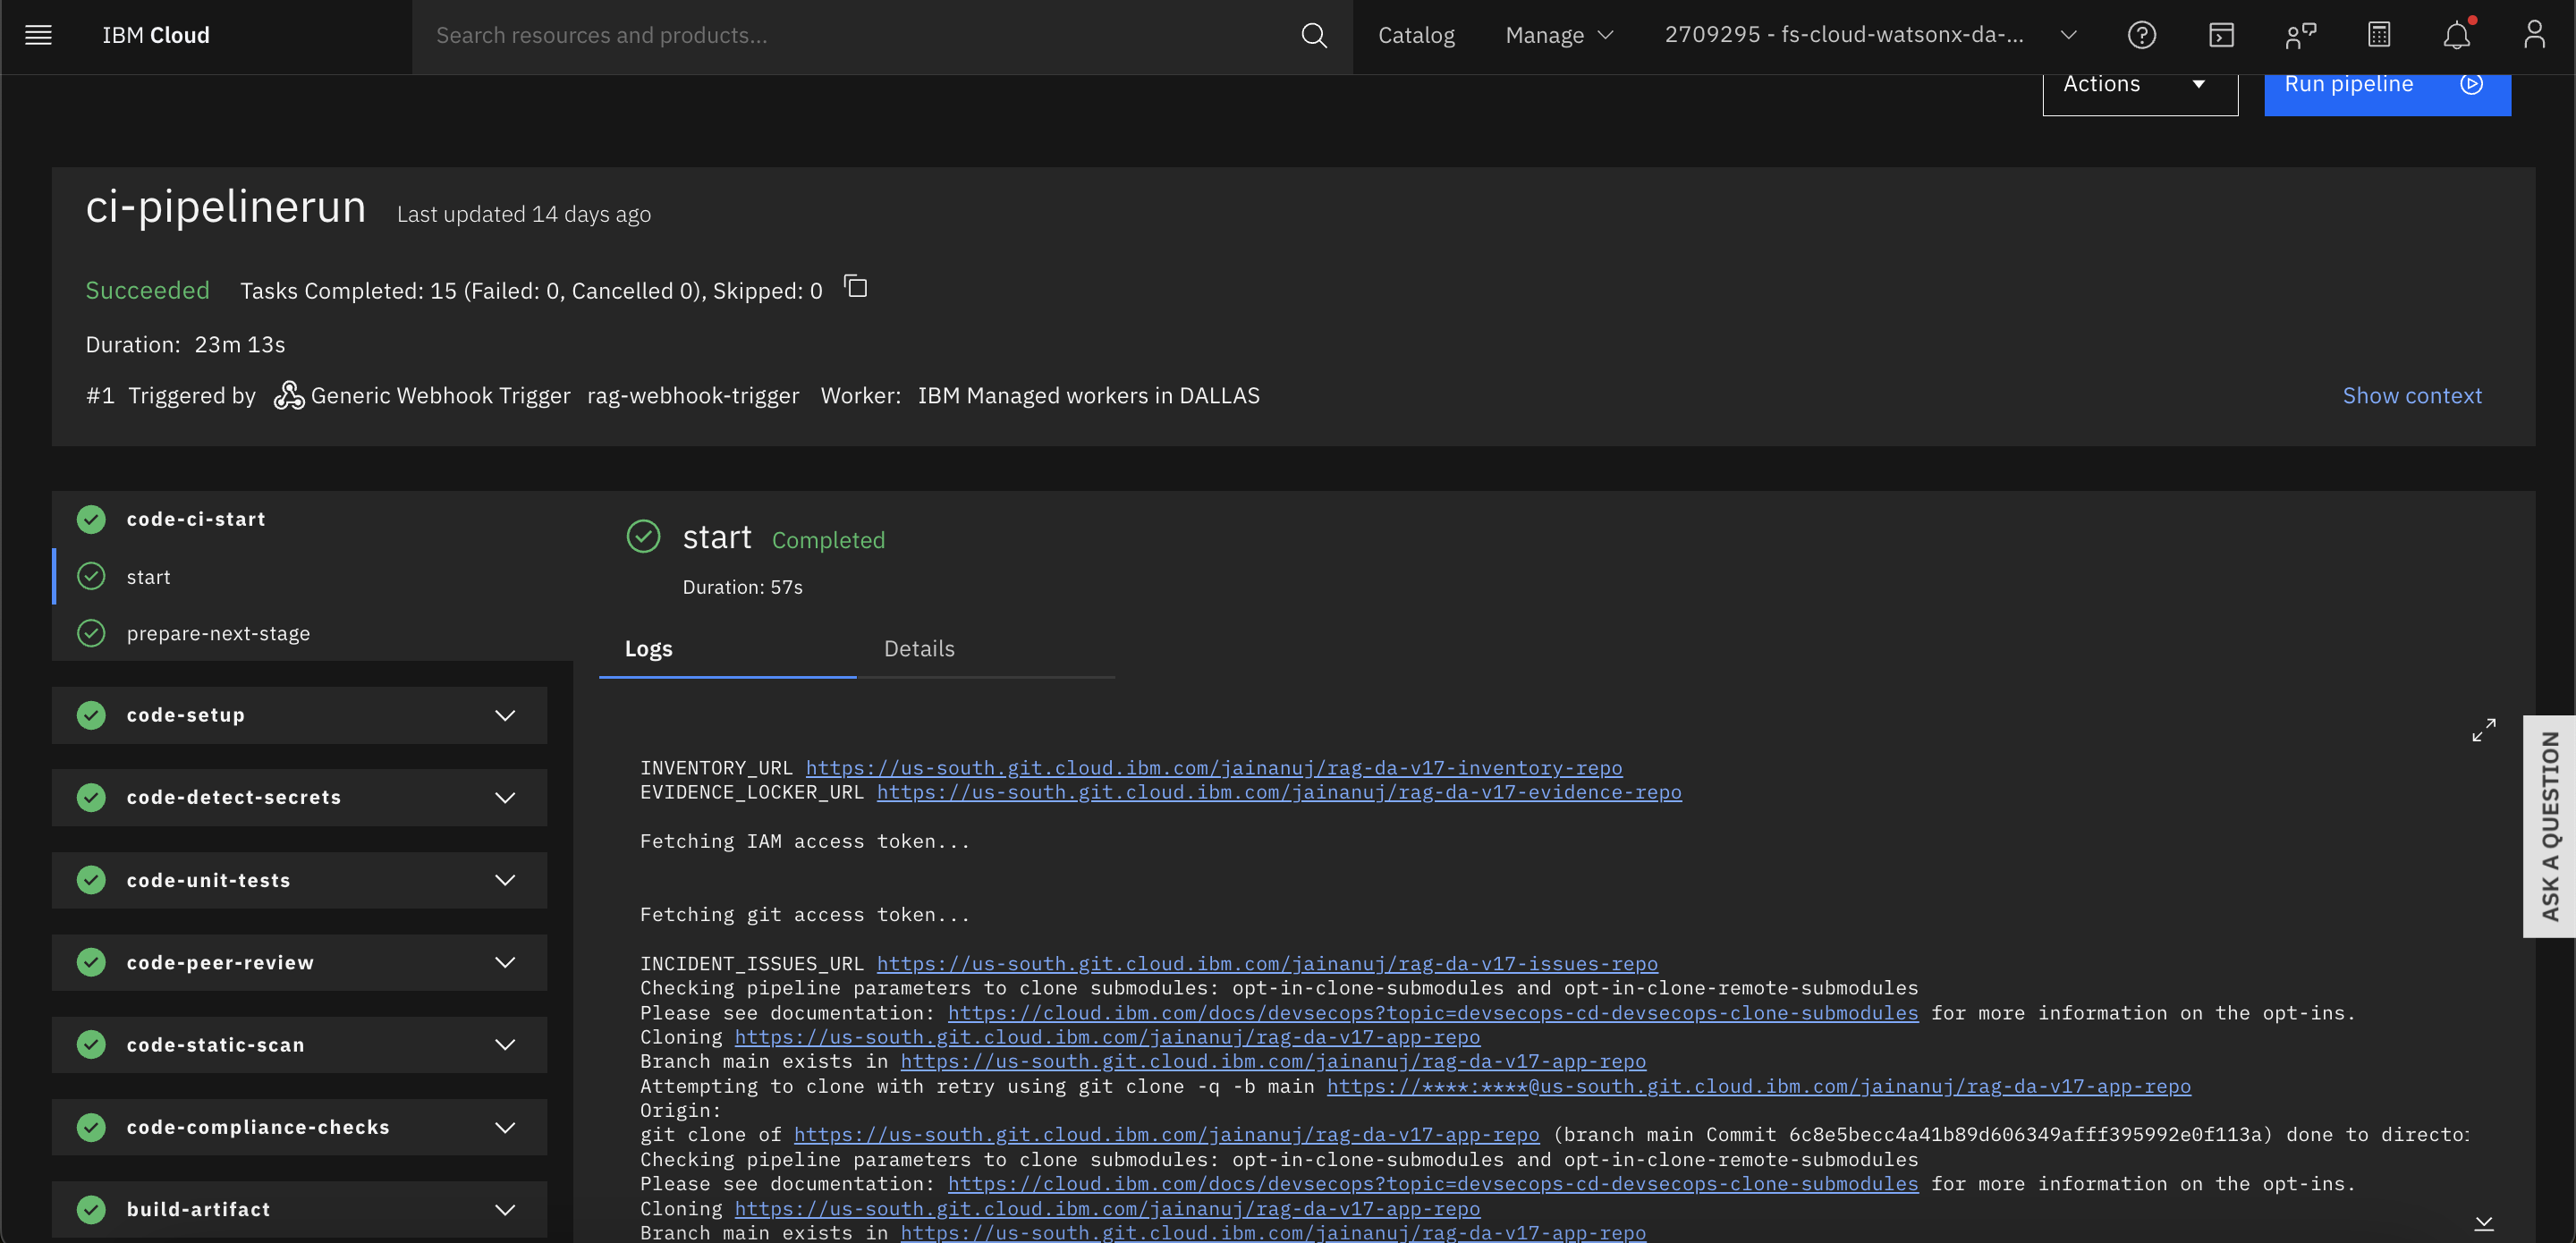 IBM Cloud
Search resources and products...
Catalog
Manage
2709295 - fs-cloud-watsonx-da-...
Actions
Run pipeline
ci-pipelinerun Last updated 14 days ago
Succeeded Tasks Completed: 15 (Failed: 0, Cancelled 0), Skipped: 0
Duration: 23m 13s
#1 Triggered by Generic Webhook Trigger rag-webhook-trigger Worker: IBM Managed workers in DALLAS
Show context
code-ci-start
start
prepare-next-stage
code-setup
code-detect-secrets
code-unit-tests
code-peer-review
code-static-scan
code-compliance-checks
build-artifact
start Completed
Duration: 57s
Logs
Details
INVENTORY_URL https://us-south.git.cloud.ibm.com/jainanuj/rag-da-v17-inventory-repo
EVIDENCE_LOCKER_URL https://us-south.git.cloud.ibm.com/jainanuj/rag-da-v17-evidence-repo
Fetching IAM access token...
Fetching git access token...
INCIDENT_ISSUES_URL https://us-south.git.cloud.ibm.com/jainanuj/rag-da-v17-issues-repo
Checking pipeline parameters to clone submodules: opt-in-clone-submodules and opt-in-clone-remote-submodules
Please see documentation: https://cloud.ibm.com/docs/devsecops?topic=devsecops-cd-devsecops-clone-submodules for more information on the opt-ins.
Cloning https://us-south.git.cloud.ibm.com/jainanuj/rag-da-v17-app-repo
Branch main exists in https://us-south.git.cloud.ibm.com/jainanuj/rag-da-v17-app-repo
Attempting to clone with retry using git clone -q -b main https://****:****@us-south.git.cloud.ibm.com/jainanuj/rag-da-v17-app-repo
Origin:
git clone of https://us-south.git.cloud.ibm.com/jainanuj/rag-da-v17-app-repo (branch main Commit 6c8e5becc4a41b89d606349afff395992e0f113a) done to directo
Checking pipeline parameters to clone submodules: opt-in-clone-submodules and opt-in-clone-remote-submodules
Please see documentation: https://cloud.ibm.com/docs/devsecops?topic=devsecops-cd-devsecops-clone-submodules for more information on the opt-ins.
Cloning https://us-south.git.cloud.ibm.com/jainanuj/rag-da-v17-app-repo
Branch main exists in https://us-south.git.cloud.ibm.com/jainanuj/rag-da-v17-app-repo
ASK A QUESTION